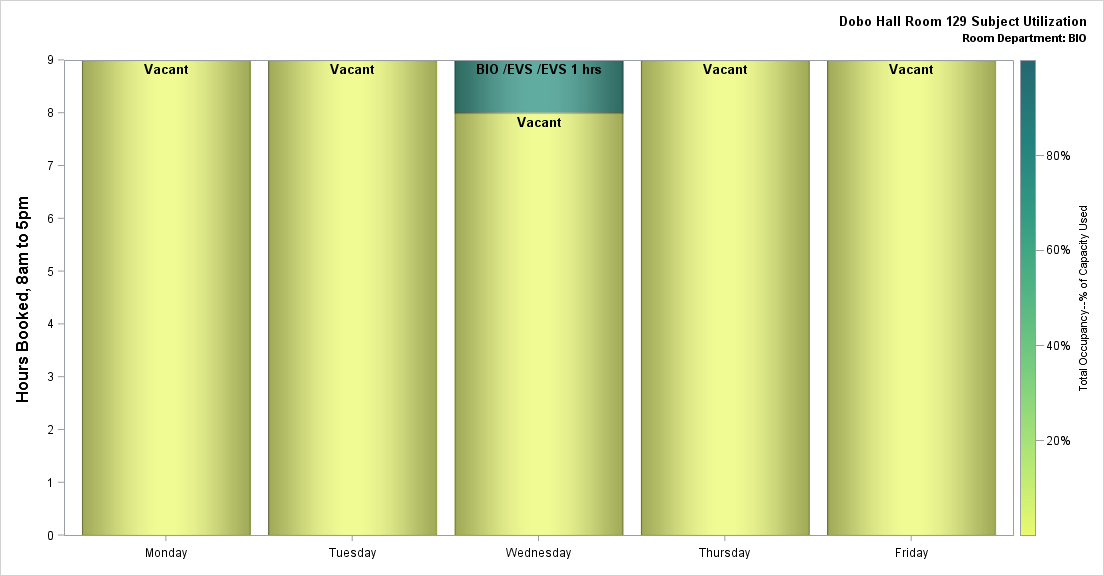 Dobo Hall Room 129 Subject Utilization
Room Department: BIO
Hours Booked, 8am to 5pm
9
8
7
6
5
4
3
2
1
0
Vacant
Vacant
BIO /EVS /EVS 1 hrs
Vacant
Vacant
Vacant
Monday
Tuesday
Wednesday
Thursday
Friday
80%
60%
40%
20%
Total Occupancy--% of Capacity Used